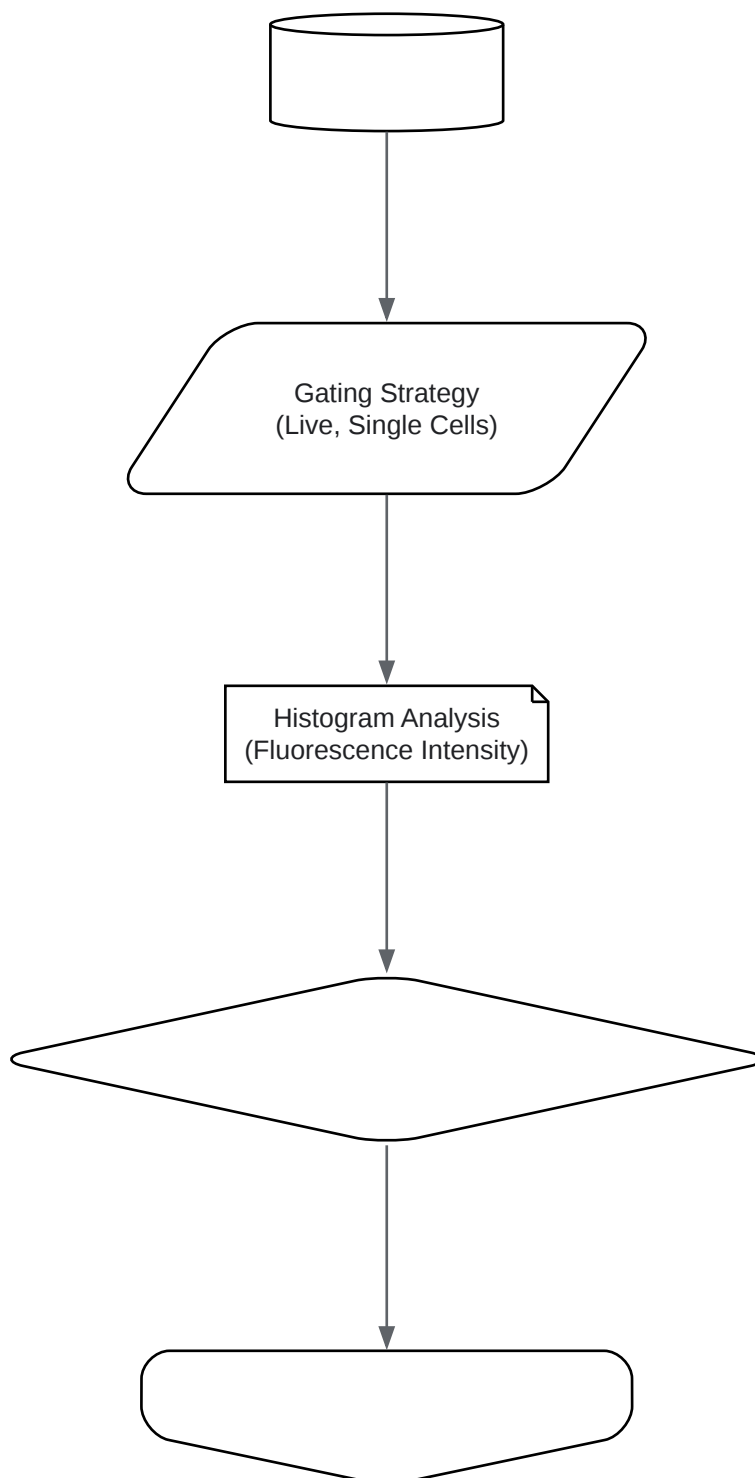 Gating Strategy
(Live, Single Cells)
Histogram Analysis
(Fluorescence Intensity)